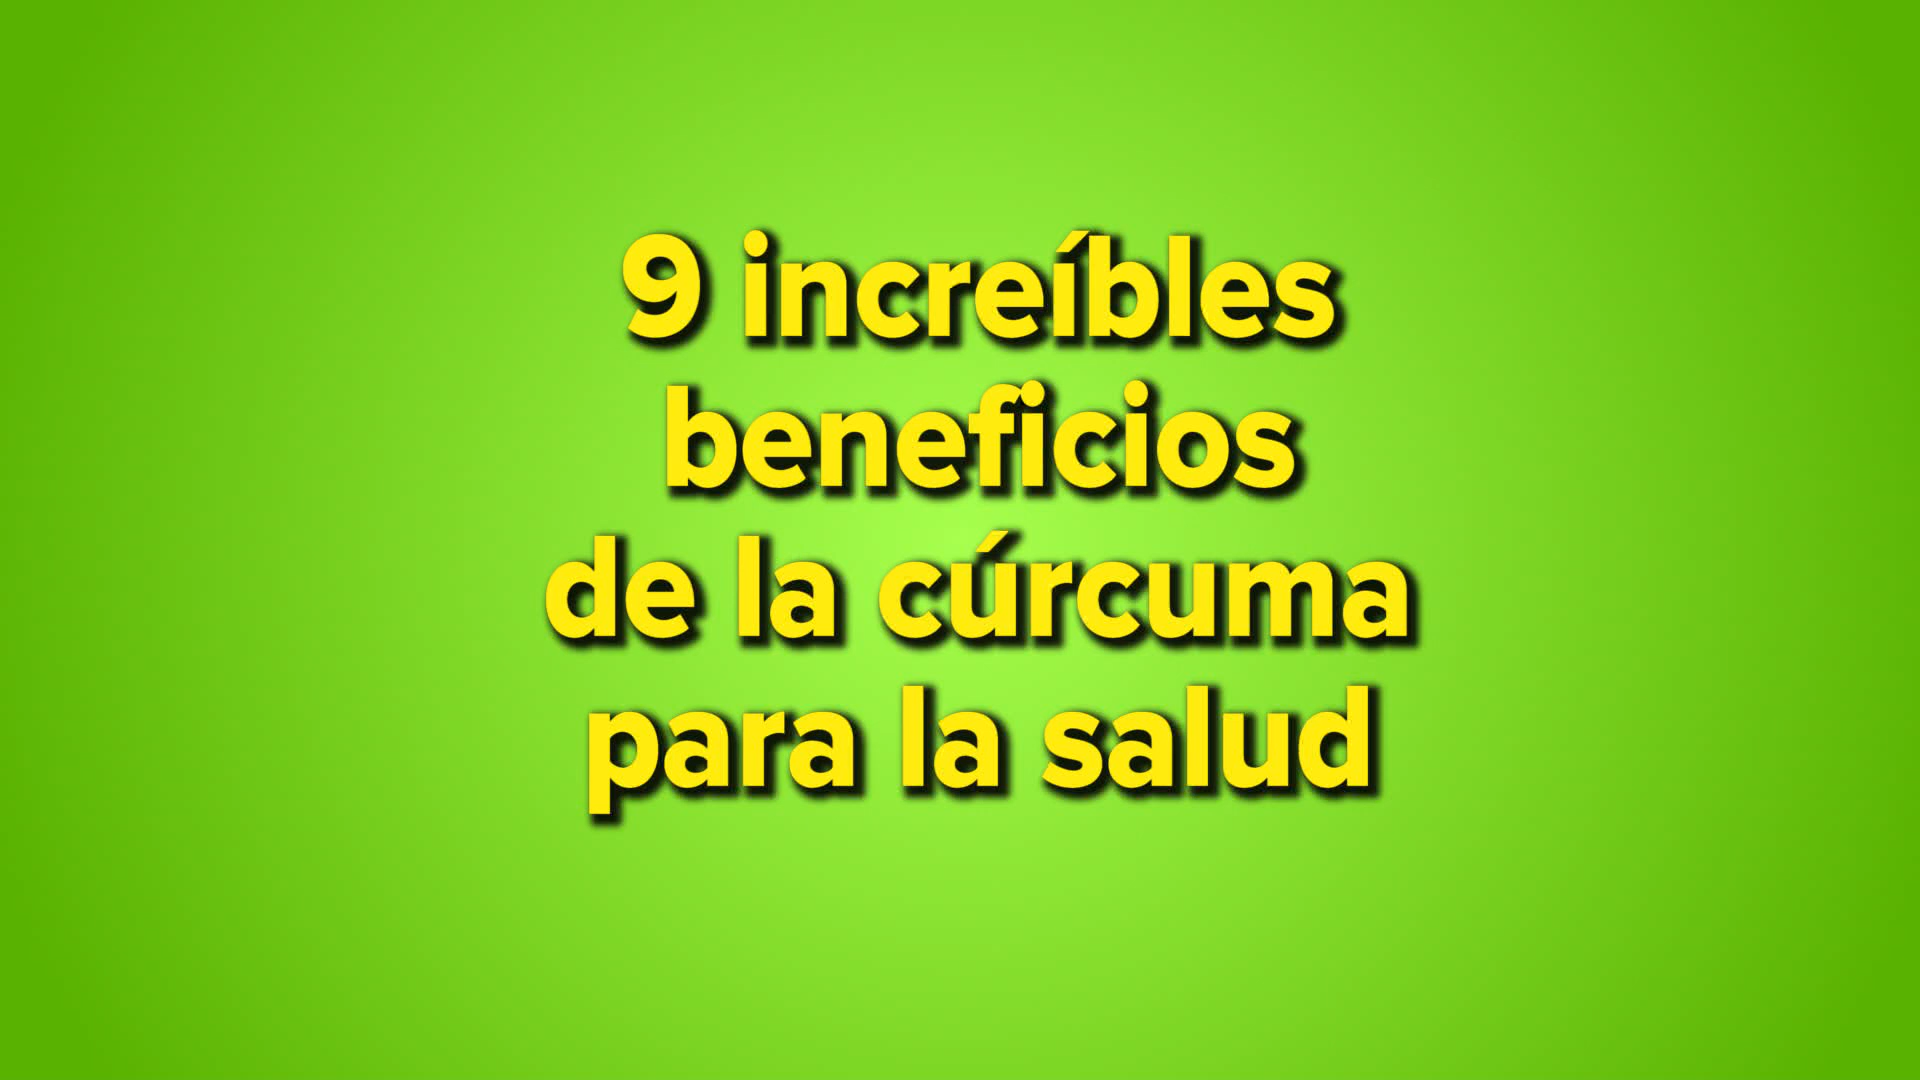 9 increíbles
beneficios
de la cúrcuma
para la salud